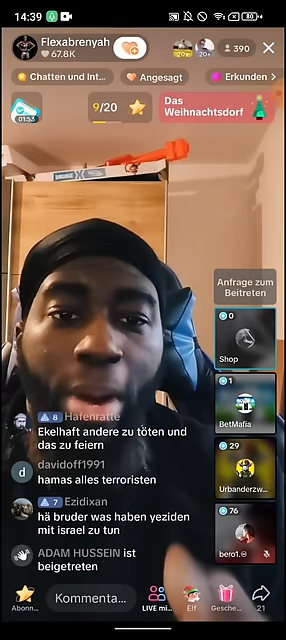 14:39
80
Flexabrenyah
67.8K
20+
20+
390
Chatten und Int...
Angesagt
Erkunden >
01:53
9/20
Das
Weihnachtsdorf
Anfrage zum
Beitreten
0
Shop
1
BetMafia
29
Urbanderzw...
76
bero1.
8 Hafenratte
Ekelhaft andere zu töten und
das zu feiern
d davidoff1991
hamas alles terroristen
7 Ezidixan
hä bruder was haben yeziden
mit israel zu tun
ADAM HUSSEIN ist
beigetreten
Abonn...
Kommenta...
LIVE mi...
Elf
Gesche...
21